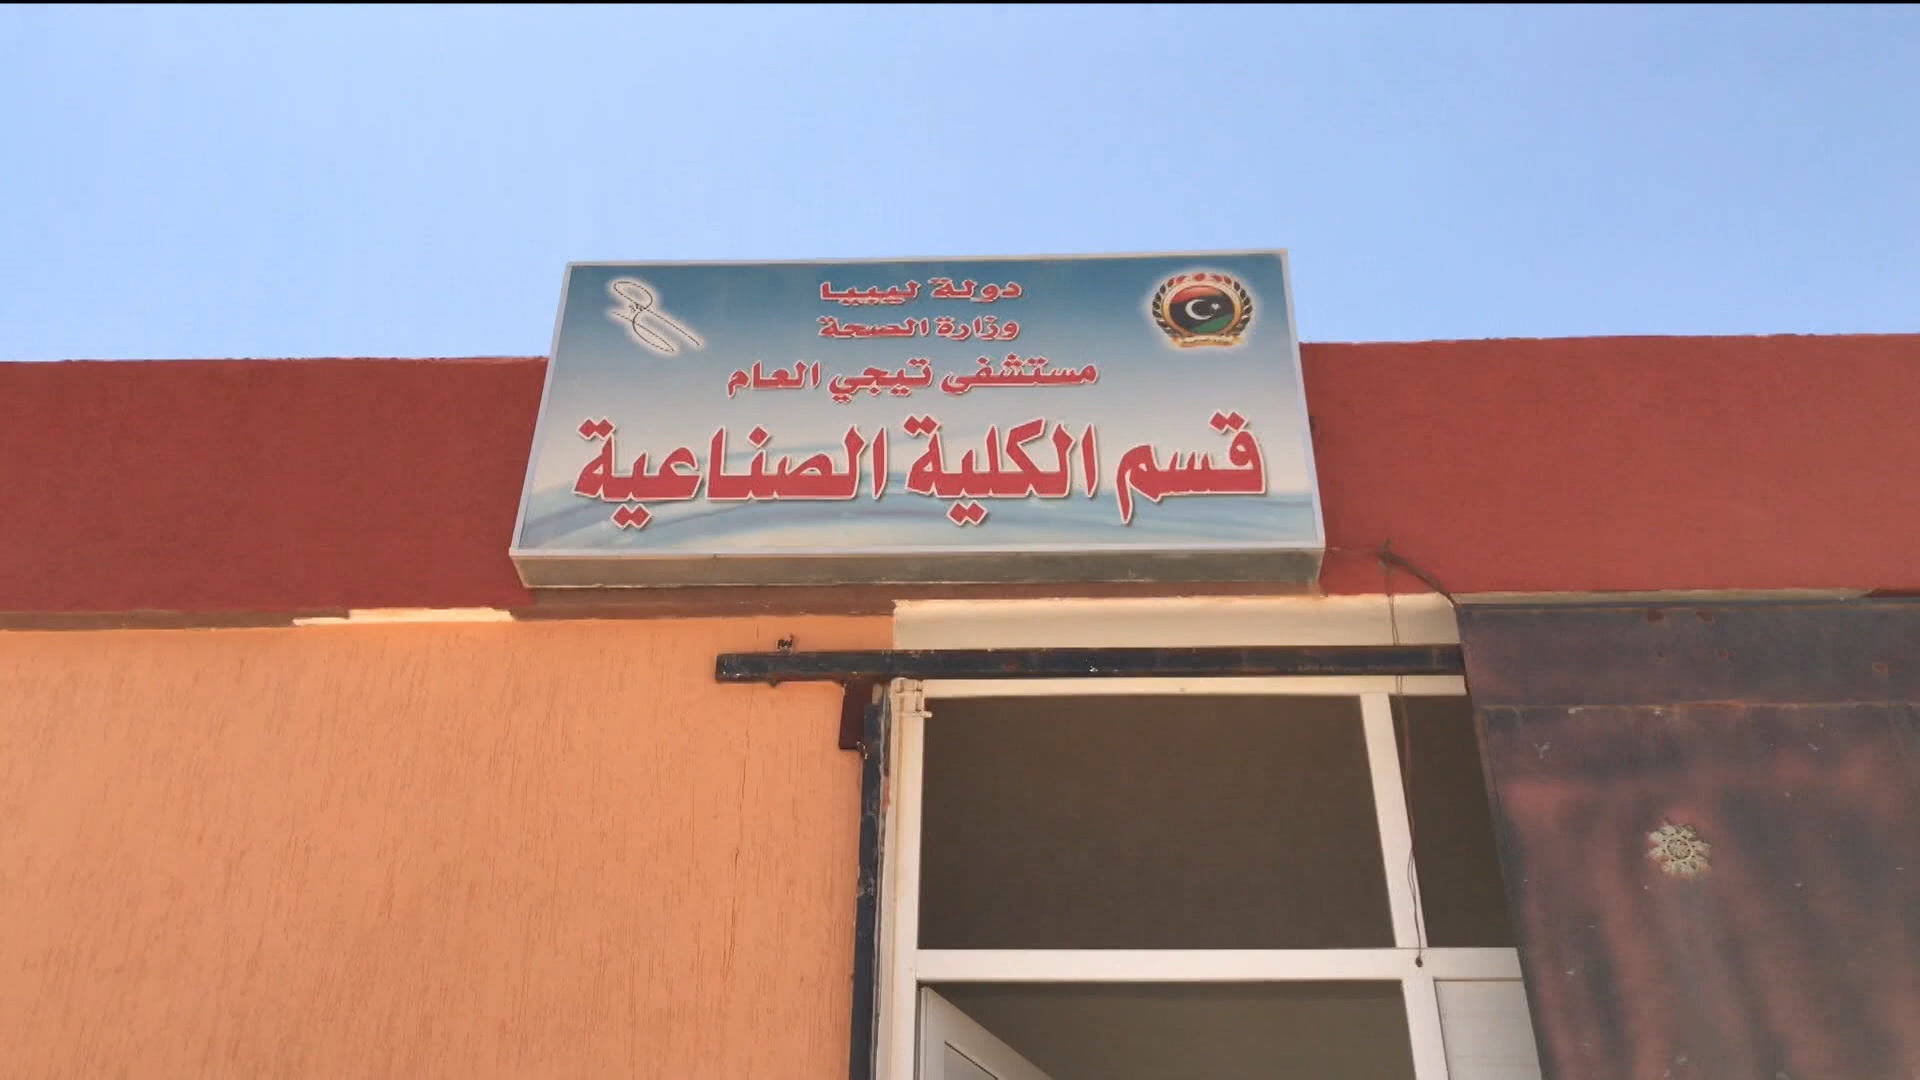 دولة ليبيا
وزارة الصحة
مستشفى تيجي العام
قسم الكلية الصناعية